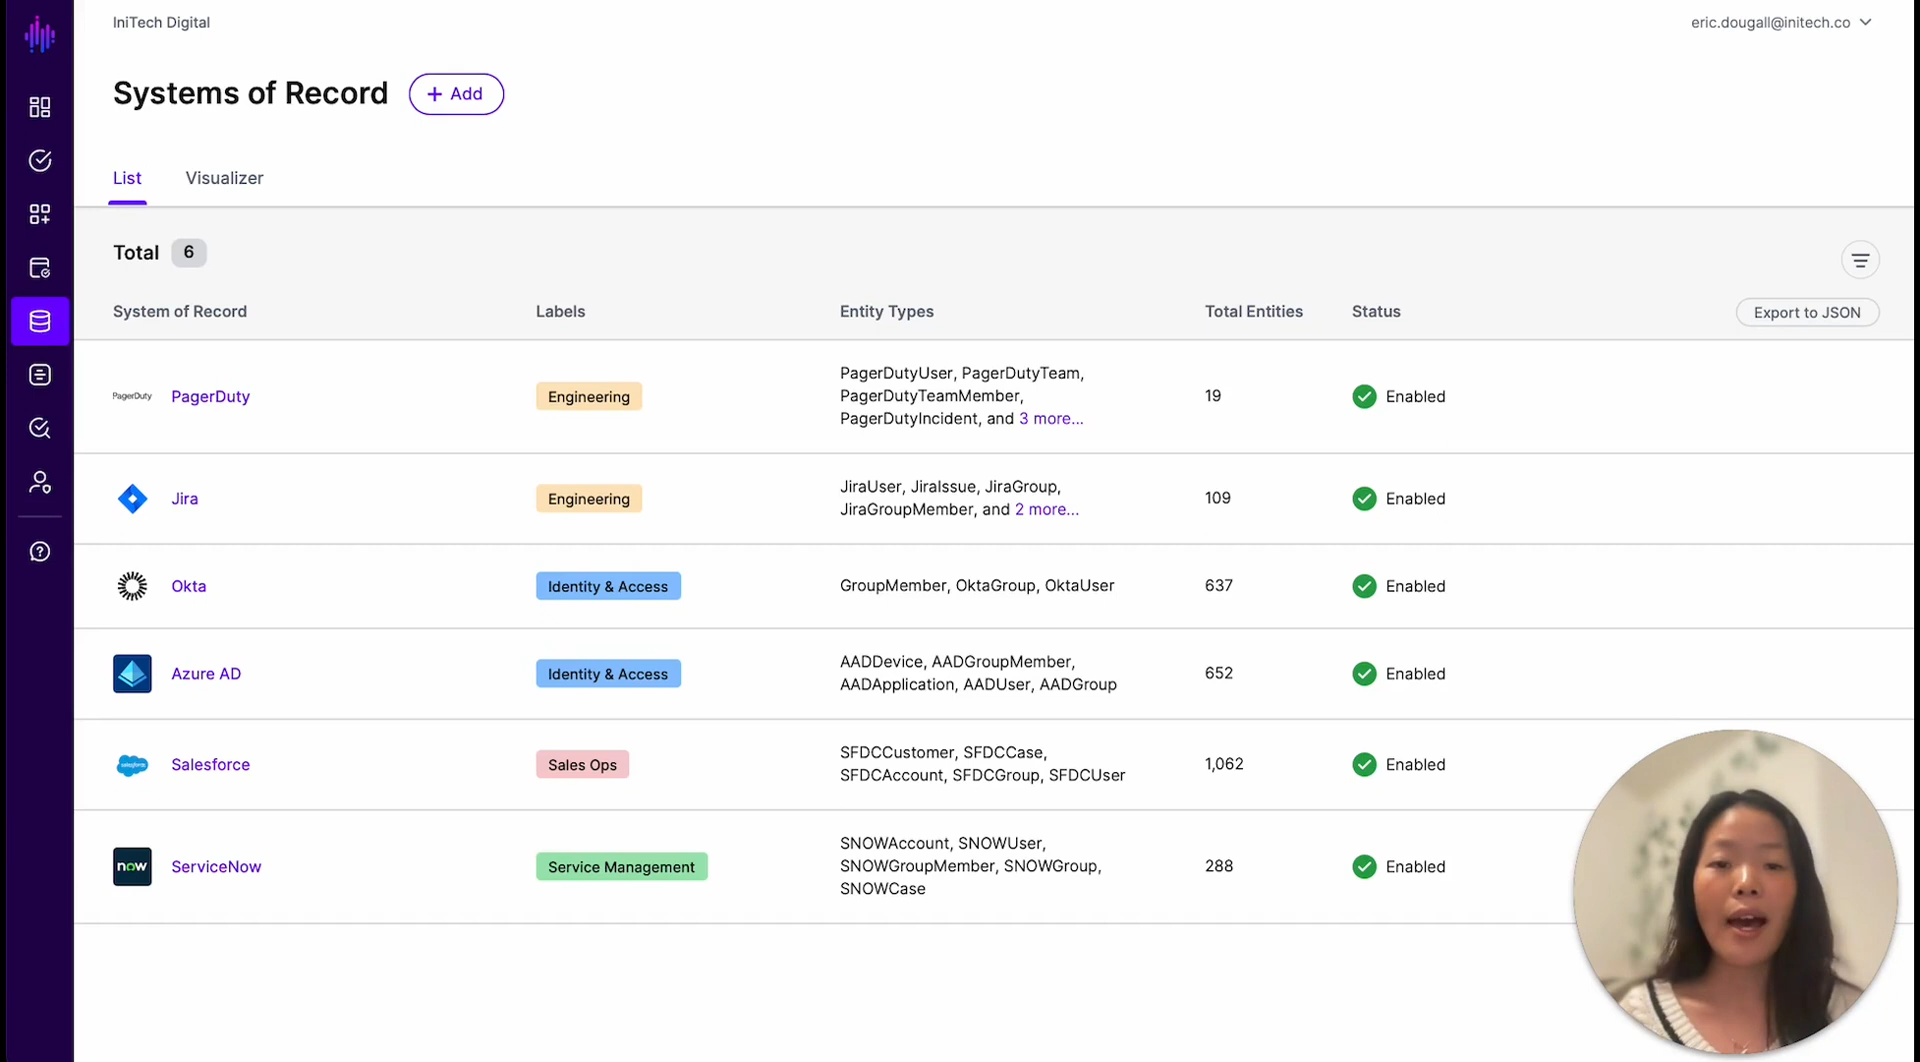 IniTech Digital
eric.dougall@initech.co
Systems of Record
+ Add
List
Visualizer
Total 6
System of Record
Labels
Entity Types
Total Entities
Status
Export to JSON
PagerDuty
PagerDuty
Engineering
PagerDutyUser, PagerDutyTeam,
PagerDutyTeamMember,
PagerDutyIncident, and 3 more...
19
Enabled
Jira
Engineering
JiraUser, JiraIssue, JiraGroup,
JiraGroupMember, and 2 more...
109
Enabled
Okta
Identity & Access
GroupMember, OktaGroup, OktaUser
637
Enabled
Azure AD
Identity & Access
AADDevice, AADGroupMember,
AADApplication, AADUser, AADGroup
652
Enabled
salesforce
Salesforce
Sales Ops
SFDCCustomer, SFDCCase,
SFDCAccount, SFDCGroup, SFDCUser
1,062
Enabled
now
ServiceNow
Service Management
SNOWAccount, SNOWUser,
SNOWGroupMember, SNOWGroup,
SNOWCase
288
Enabled